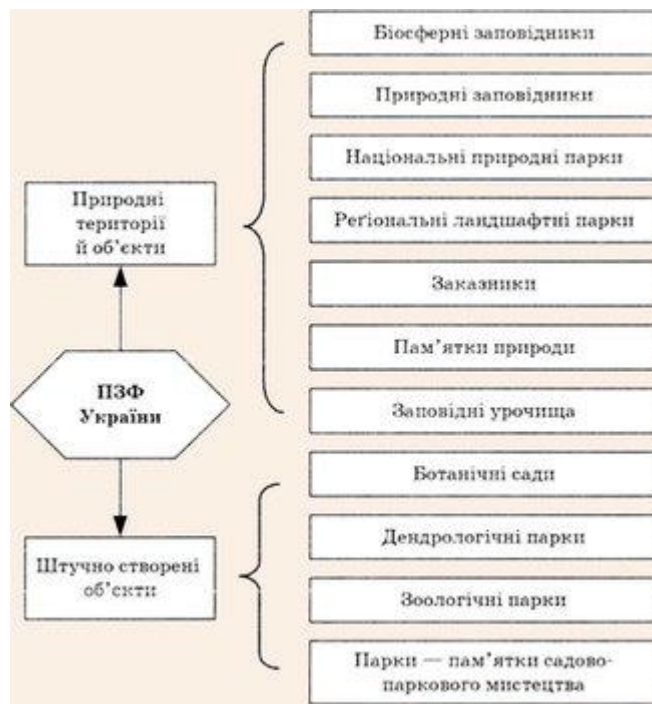 Біосферні заповідники
Природні заповідники
Національні природні парки
Природні
території
й об’єкти
Реґіональні ландшафтні парки
Заказники
Пам’ятки природи
ПЗФ
України
Заповідні урочища
Ботанічні сади
Дендрологічні парки
Штучно створені
об’єкти
Зоологічні парки
Парки — пам’ятки садово-
паркового мистецтва